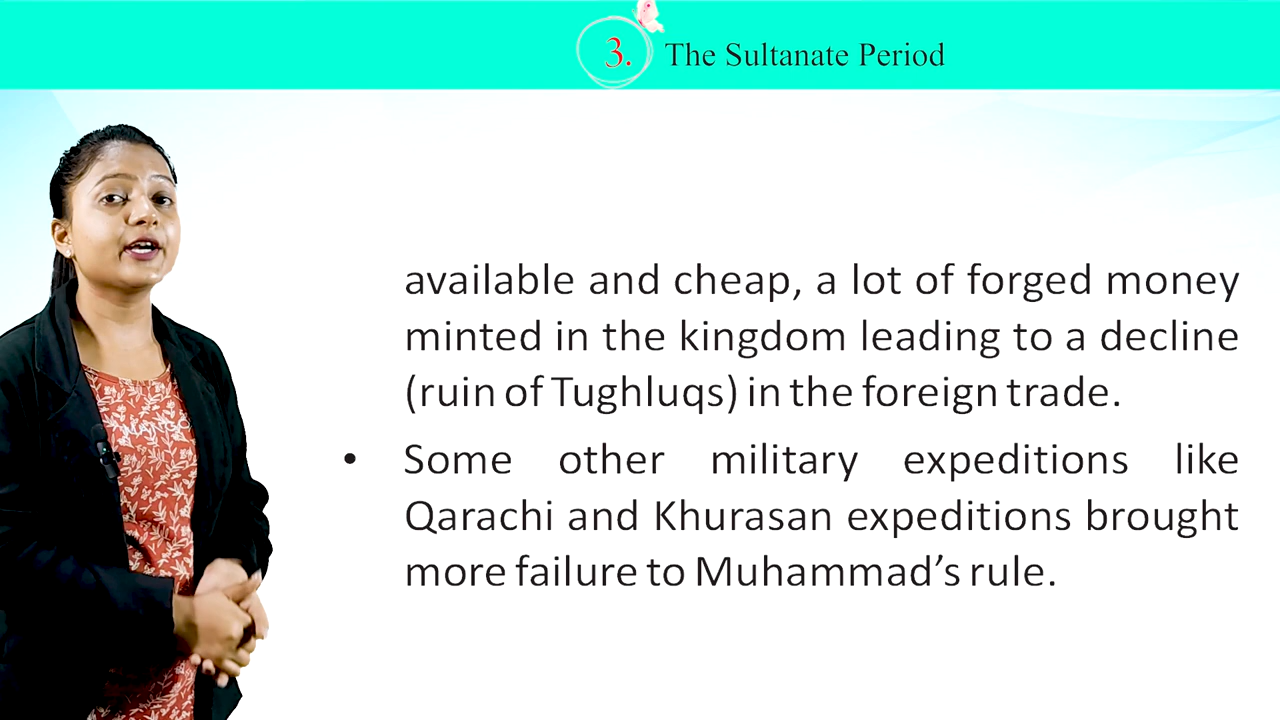 3. The Sultanate Period
available and cheap, a lot of forged money
minted in the kingdom leading to a decline
(ruin of Tughluqs) in the foreign trade.
• Some other military expeditions like
Qarachi and Khurasan expeditions brought
more failure to Muhammad’s rule.